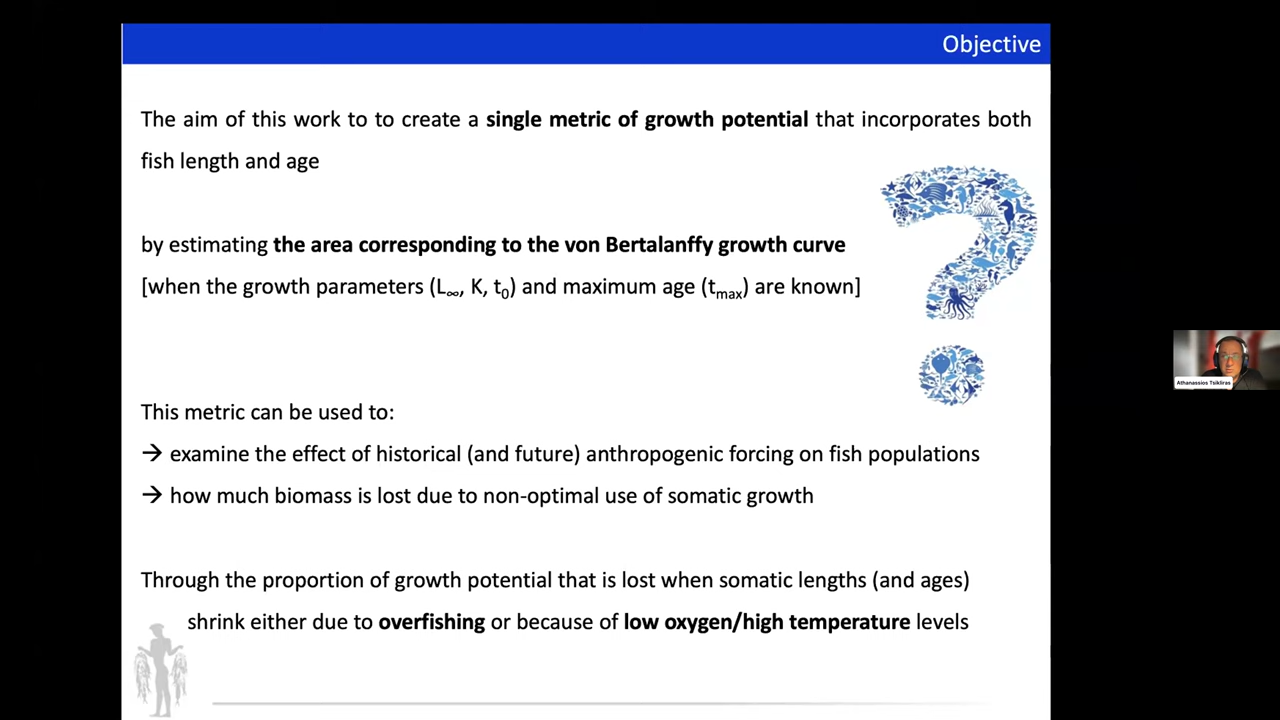 Objective
The aim of this work to to create a single metric of growth potential that incorporates both
fish length and age
by estimating the area corresponding to the von Bertalanffy growth curve
[when the growth parameters (L∞, K, t0) and maximum age (tmax) are known]
This metric can be used to:
→ examine the effect of historical (and future) anthropogenic forcing on fish populations
→ how much biomass is lost due to non-optimal use of somatic growth
Through the proportion of growth potential that is lost when somatic lengths (and ages)
shrink either due to overfishing or because of low oxygen/high temperature levels
Athanassios Tsikliras